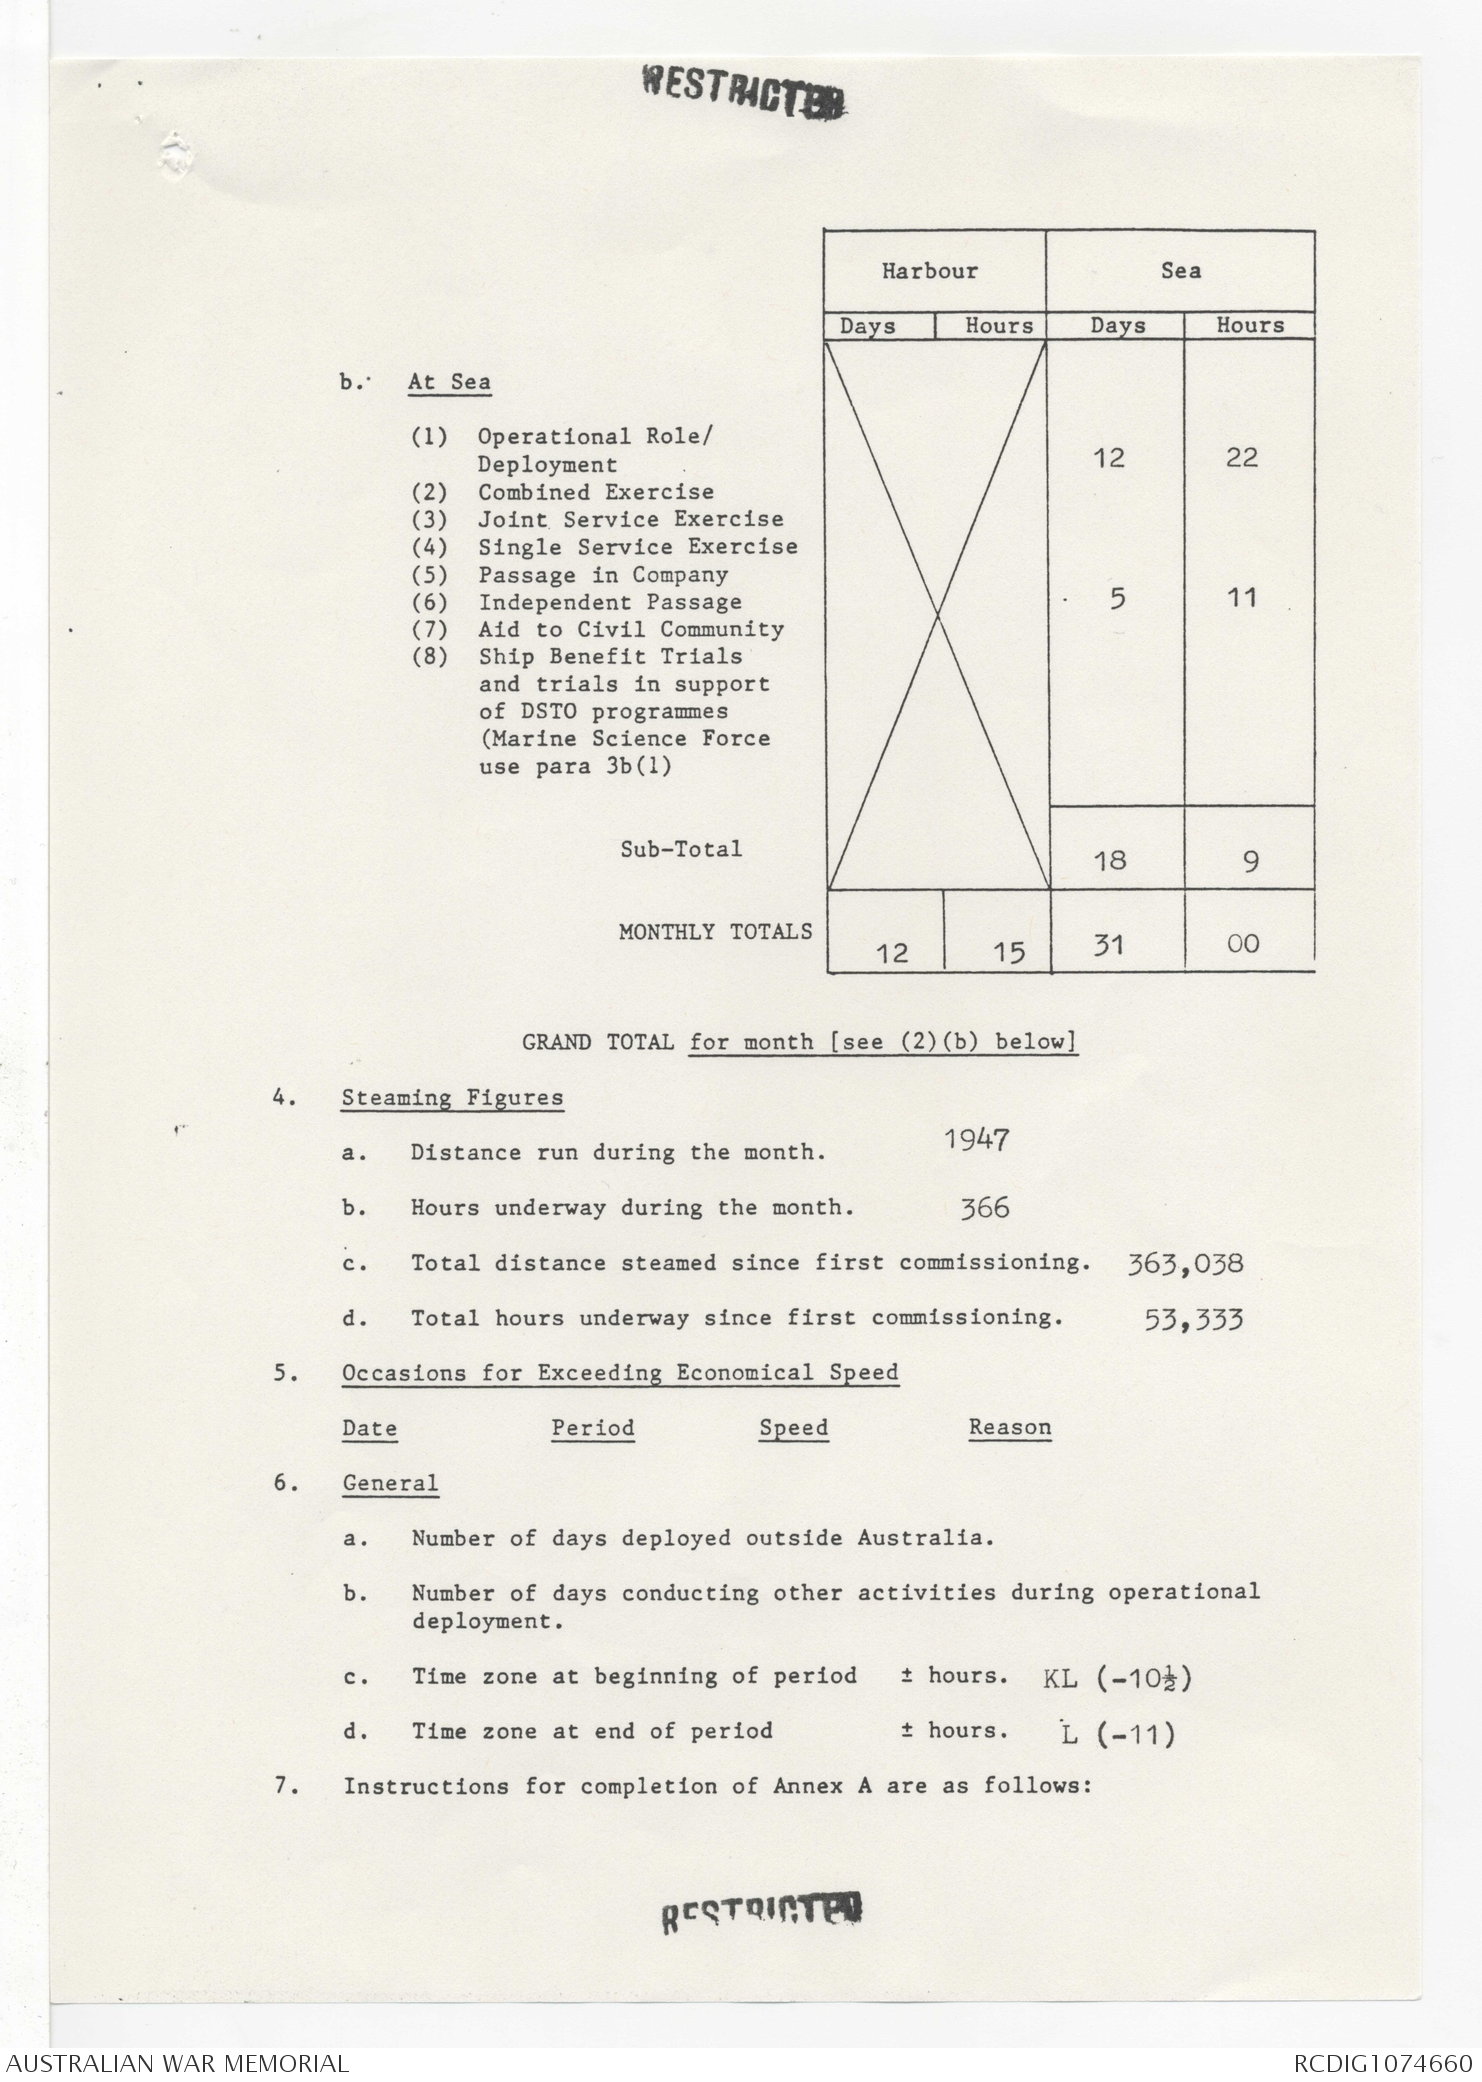 RESTRICTED
Harbour Sea
Days Hours Days Hours
b. At Sea
(1) Operational Role/
Deployment 12 22
(2) Combined Exercise
(3) Joint Service Exercise
(4) Single Service Exercise
(5) Passage in Company
(6) Independent Passage 5 11
(7) Aid to Civil Community
(8) Ship Benefit Trials
and trials in support
of DSTO programmes
(Marine Science Force
use para 3b(1)
Sub-Total 18 9
MONTHLY TOTALS 12 15 31 00
GRAND TOTAL for month [see (2)(b) below]
4. Steaming Figures
a. Distance run during the month. 1947
b. Hours underway during the month. 366
c. Total distance steamed since first commissioning. 363,038
d. Total hours underway since first commissioning. 53,333
5. Occasions for Exceeding Economical Speed
Date Period Speed Reason
6. General
a. Number of days deployed outside Australia.
b. Number of days conducting other activities during operational
deployment.
c. Time zone at beginning of period ± hours. KL (-10½)
d. Time zone at end of period ± hours. L (-11)
7. Instructions for completion of Annex A are as follows:
RESTRICTED
AUSTRALIAN WAR MEMORIAL RCDIG1074660